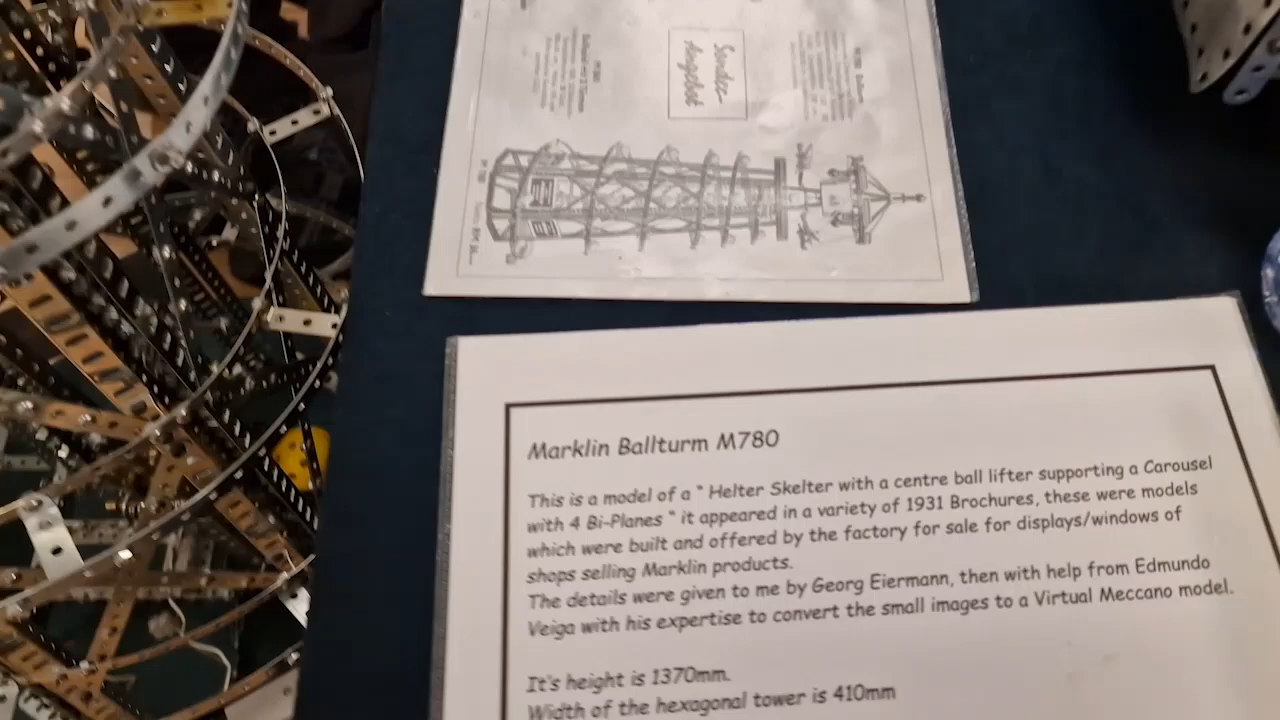 Sonder-
Angebot
Marklin Ballturm M780
This is a model of a " Helter Skelter with a centre ball lifter supporting a Carousel
with 4 Bi-Planes " it appeared in a variety of 1931 Brochures, these were models
which were built and offered by the factory for sale for displays/windows of
shops selling Marklin products.
The details were given to me by Georg Eiermann, then with help from Edmundo
Veiga with his expertise to convert the small images to a Virtual Meccano model.
It's height is 1370mm.
Width of the hexagonal tower is 410mm